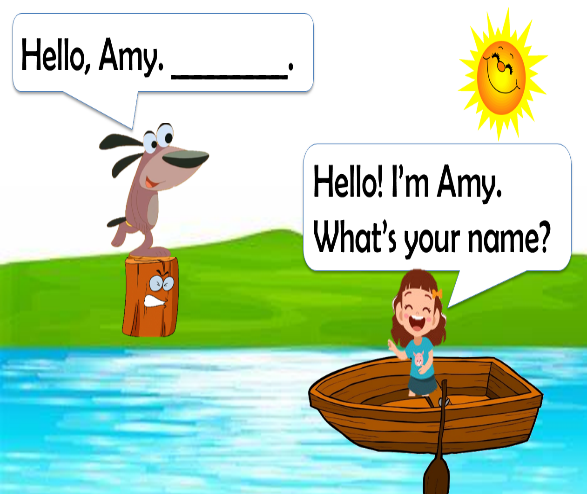 Hello, Amy. ________.
Hello! I'm Amy.
What's your name?